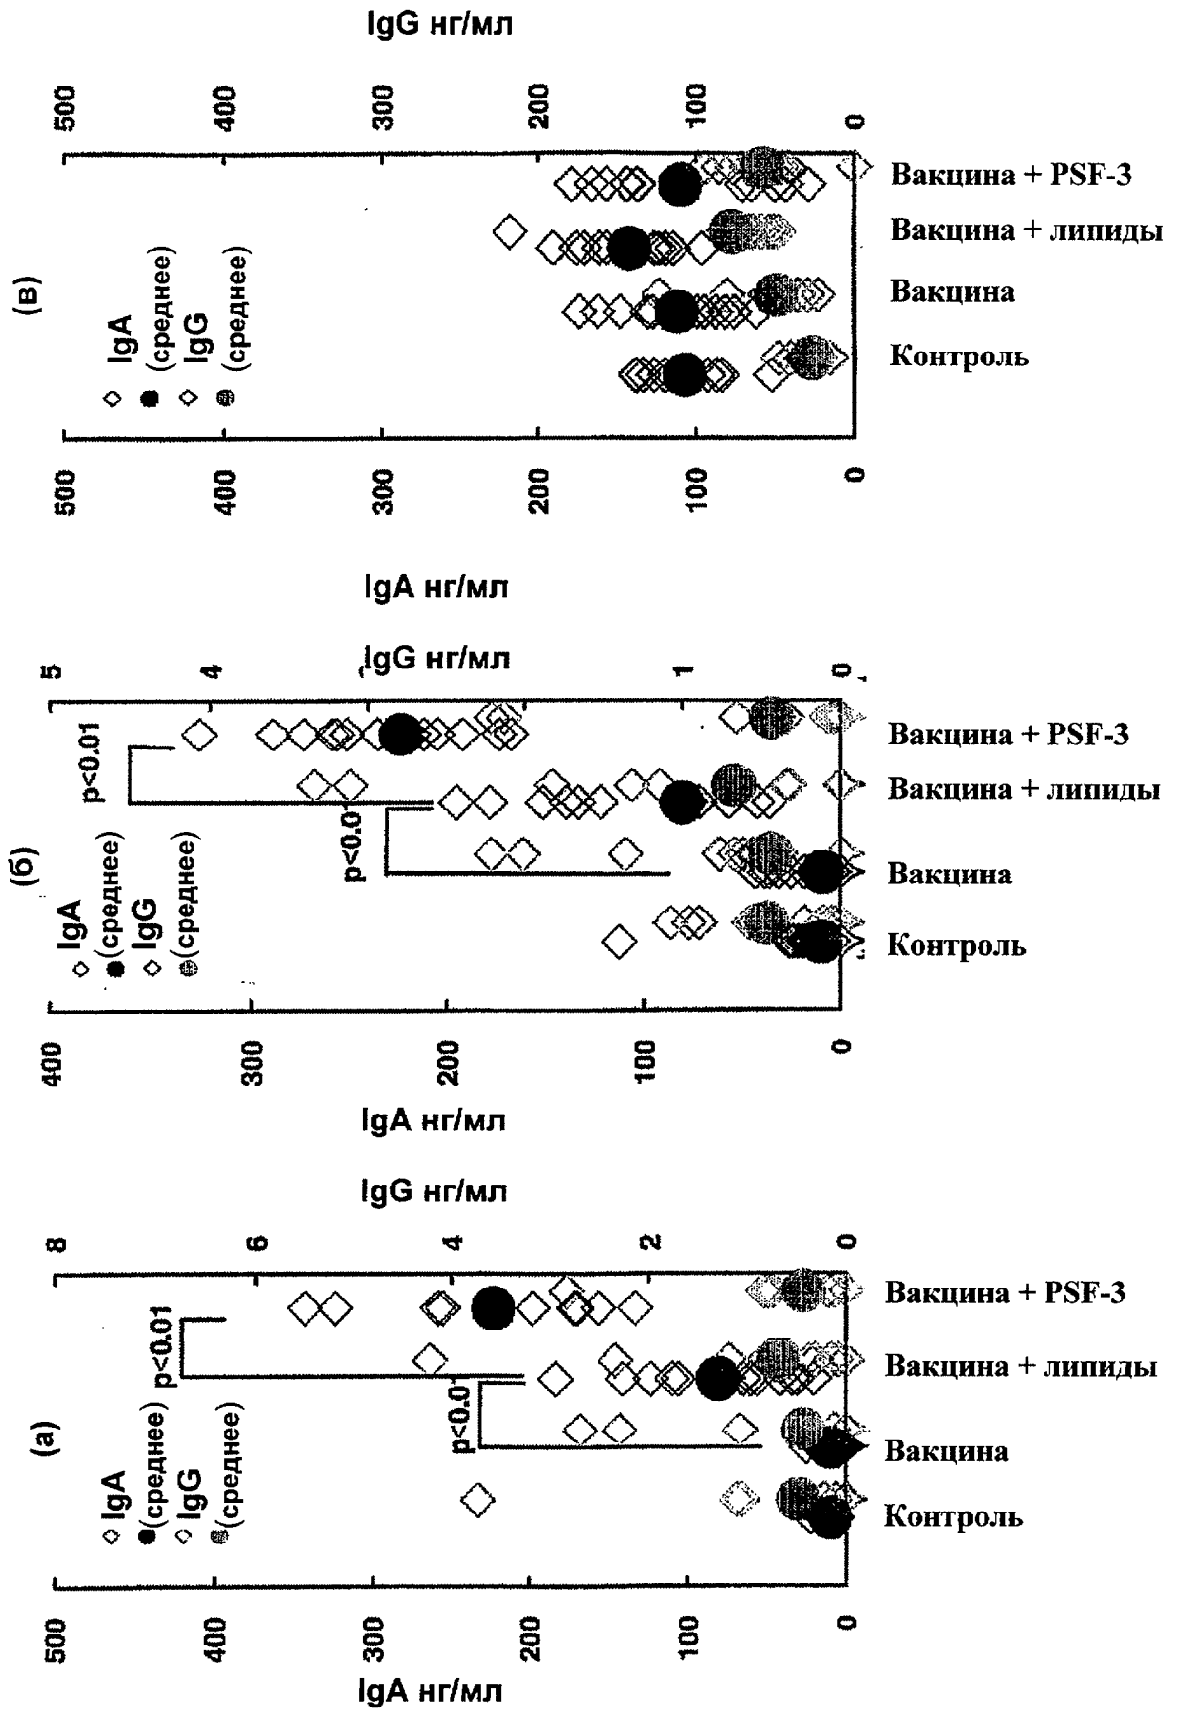 (а)
IgA нг/мл
500
400
300
200
100
0
IgA
(среднее)
IgG
(среднее)
p<0.01
p<0.0
8
6
4
2
0
IgG нг/мл
Контроль
Вакцина
Вакцина + липиды
Вакцина + PSF-3
(б)
IgA нг/мл
400
300
200
100
0
IgA
(среднее)
IgG
(среднее)
p<0.01
p<0.0
5
4
1
0
IgG нг/мл
Контроль
Вакцина
Вакцина + липиды
Вакцина + PSF-3
(в)
IgA нг/мл
500
400
300
200
100
0
IgA
(среднее)
IgG
(среднее)
500
400
300
200
100
0
IgG нг/мл
Контроль
Вакцина
Вакцина + липиды
Вакцина + PSF-3